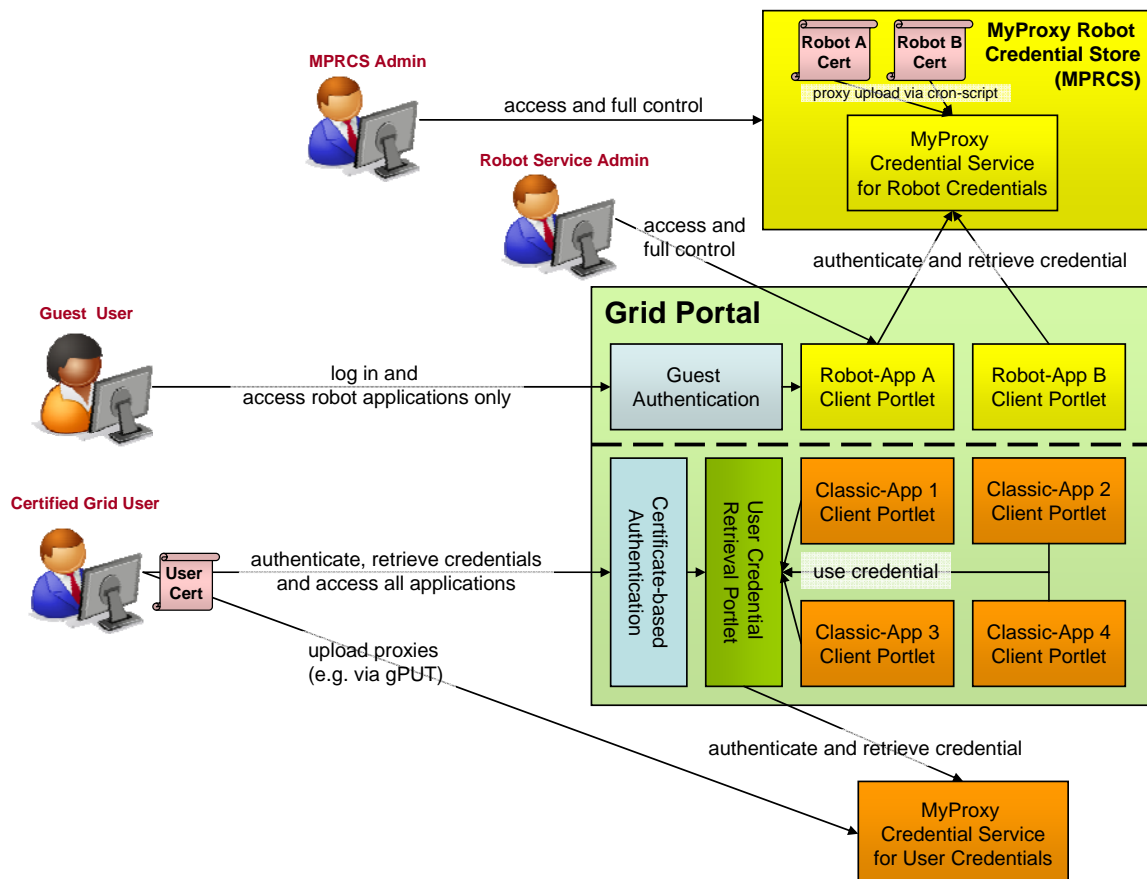 Robot A
Cert
Robot B
Cert
MyProxy Robot
Credential Store
(MPRCS)
MPRCS Admin
proxy upload via cron-script
access and full control
MyProxy
Credential Service
for Robot Credentials
Robot Service Admin
access and
full control
authenticate and retrieve credential
Guest User
Grid Portal
log in and
access robot applications only
Guest
Authentication
Robot-App A
Client Portlet
Robot-App B
Client Portlet
Certified Grid User
User
Cert
authenticate, retrieve credentials
and access all applications
Certificate-based
Authentication
User Credential
Retrieval Portlet
Classic-App 1
Client Portlet
Classic-App 2
Client Portlet
use credential
Classic-App 3
Client Portlet
Classic-App 4
Client Portlet
upload proxies
(e.g. via gPUT)
authenticate and retrieve credential
MyProxy
Credential Service
for User Credentials